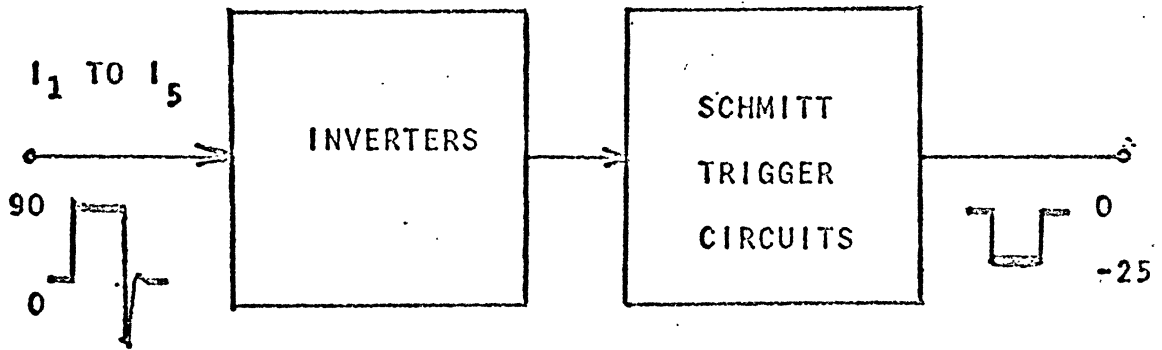 I₁ TO I₅
INVERTERS
SCHMITT
TRIGGER
CIRCUITS
90
0
0
-25